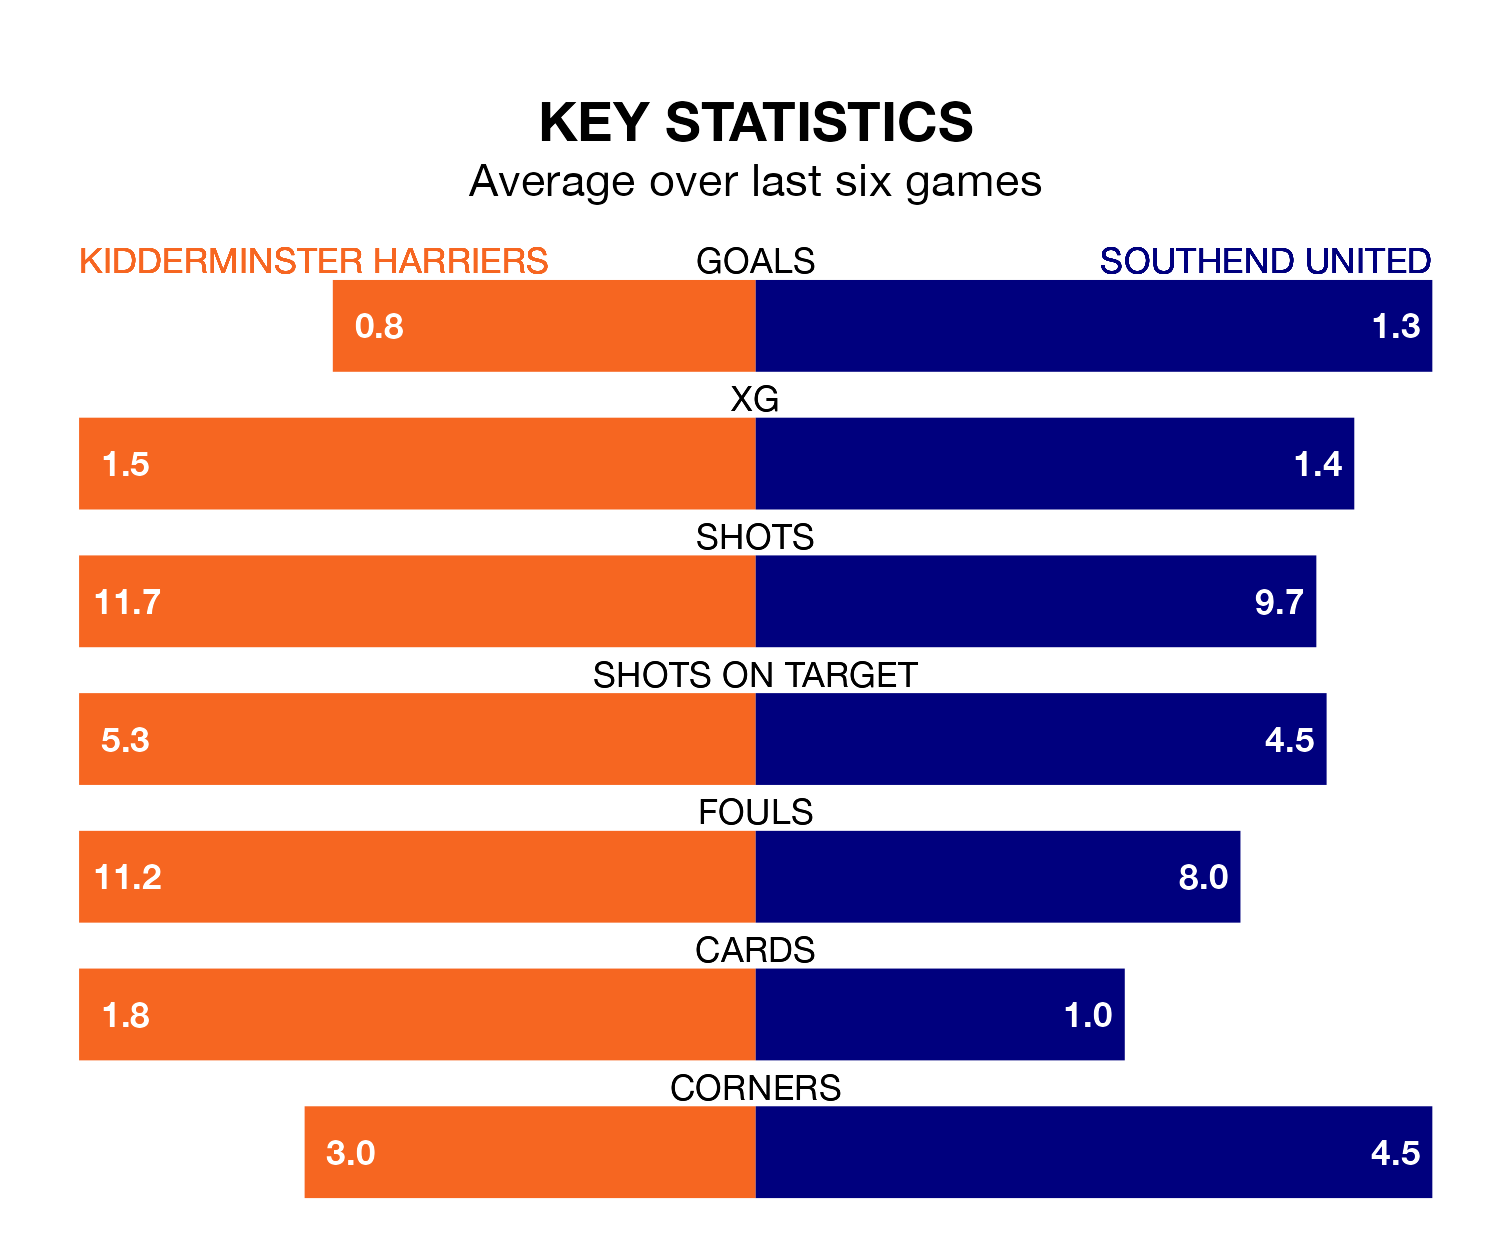 KEY STATISTICS
Average over last six games
KIDDERMINSTER HARRIERS GOALS SOUTHEND UNITED
0.8 1.3
XG
1.5 1.4
SHOTS
11.7 9.7
SHOTS ON TARGET
5.3 4.5
FOULS
11.2 8.0
CARDS
1.8 1.0
CORNERS
3.0 4.5